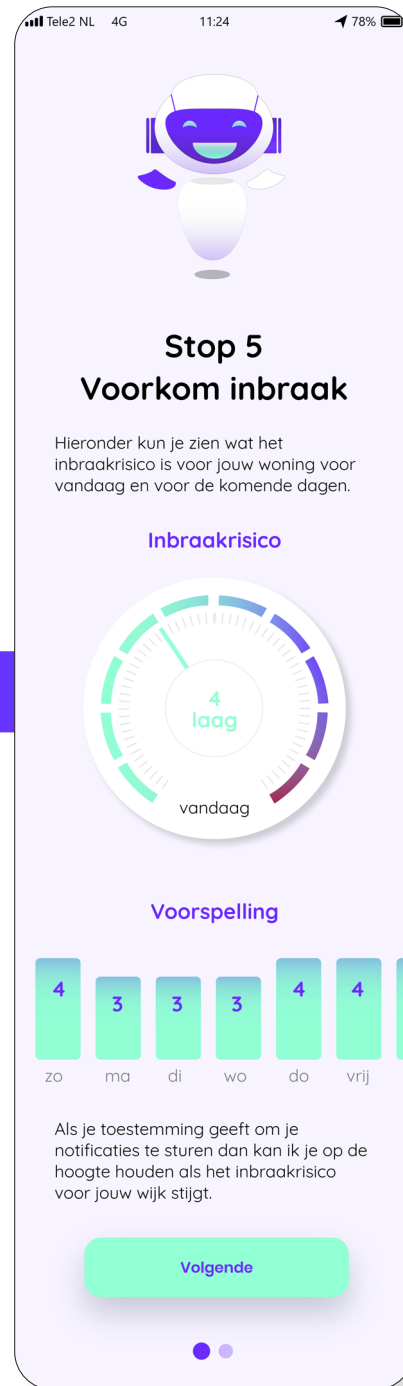 Tele2 NL 4G 11:24 78%
Stop 5
Voorkom inbraak
Hieronder kun je zien wat het
inbraakrisico is voor jouw woning voor
vandaag en voor de komende dagen.
Inbraakrisico
4
laag
vandaag
Voorspelling
4 3 3 3 4 4
zo ma di wo do vrij
Als je toestemming geeft om je
notificaties te sturen dan kan ik je op de
hoogte houden als het inbraakrisico
voor jouw wijk stijgt.
Volgende